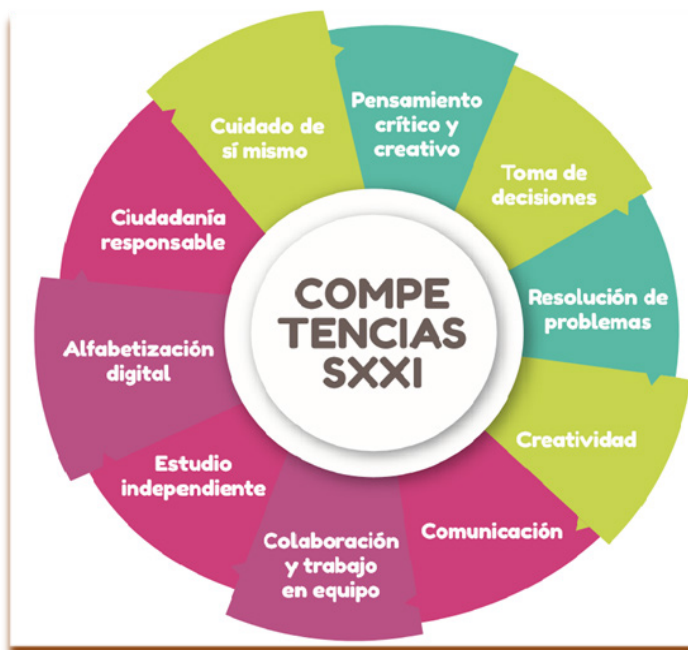 COMPE
TENCIAS
SXXI
Pensamiento
crítico y
creativo
Toma de
decisiones
Resolución de
problemas
Creatividad
Comunicación
Colaboración
y trabajo
en equipo
Estudio
independiente
Alfabetización
digital
Ciudadanía
responsable
Cuidado de
sí mismo